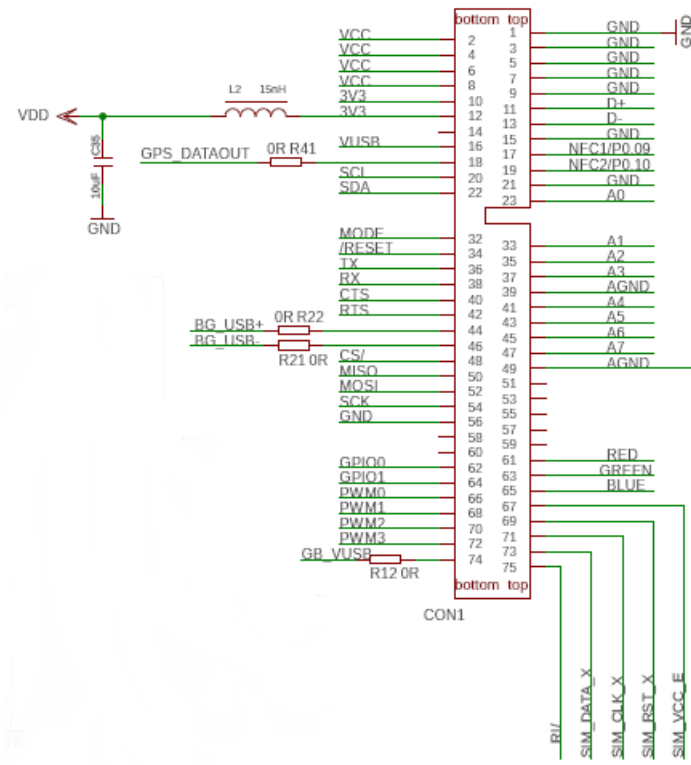 bottom top
VCC 2
VCC 4
VCC 6
VCC 8
3V3 10
3V3 12
14
VUSB 16
18
SCL 20
SDA 22
1 GND
3 GND
5 GND
7 GND
9 GND
11 D+
13 D-
15 GND
17 NFC1/P0.09
19 NFC2/P0.10
21 GND
23 A0
GND
L2 15nH
VDD
C35
10uF
GND
GPS_DATAOUT 0R R41
MODE 32
/RESET 34
TX 36
RX 38
CTS 40
RTS 42
BG_USB+ 0R R22 44
BG_USB- R21 0R 46
CS/ 48
MISO 50
MOSI 52
SCK 54
GND 56
58
60
GPIO0 62
GPIO1 64
PWM0 66
PWM1 68
PWM2 70
PWM3 72
GB_VUSB R12 0R 74
33 A1
35 A2
37 A3
39 AGND
41 A4
43 A5
45 A6
47 A7
49 AGND
51
53
55
57
59
61 RED
63 GREEN
65 BLUE
67
69
71
73
75
bottom top
CON1
RI/
SIM_DATA_X
SIM_CLK_X
SIM_RST_X
SIM_VCC_E